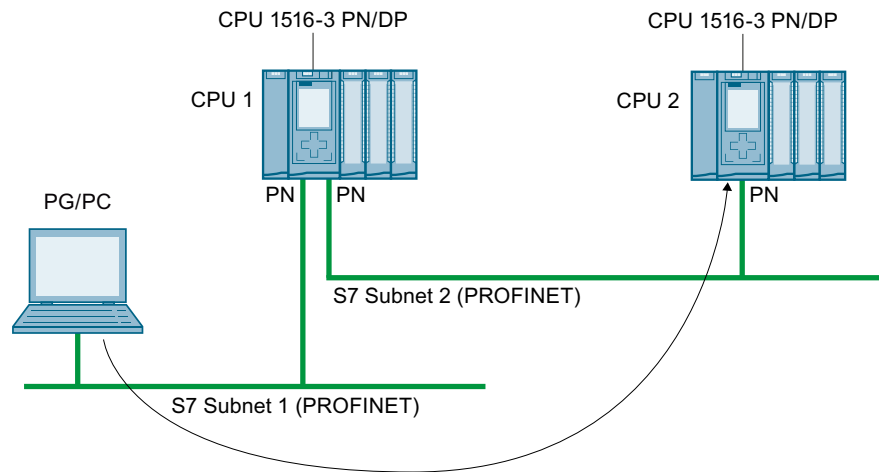 CPU 1516-3 PN/DP
CPU 1516-3 PN/DP
CPU 1
CPU 2
PN
PN
PN
PG/PC
S7 Subnet 2 (PROFINET)
S7 Subnet 1 (PROFINET)